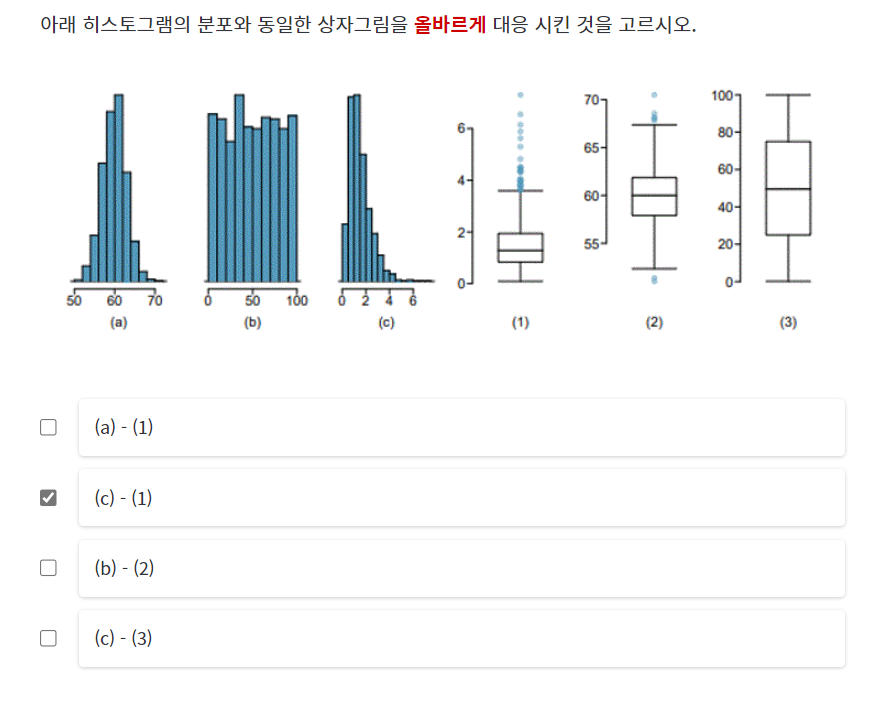 아래 히스토그램의 분포와 동일한 상자그림을 올바르게 대응 시킨 것을 고르시오.
50 60 70
(a)
0 50 100
(b)
0 2 4 6
(c)
6
4
2
0
(1)
70
65
60
55
(2)
100
80
60
40
20
0
(3)
(a) - (1)
(c) - (1)
(b) - (2)
(c) - (3)